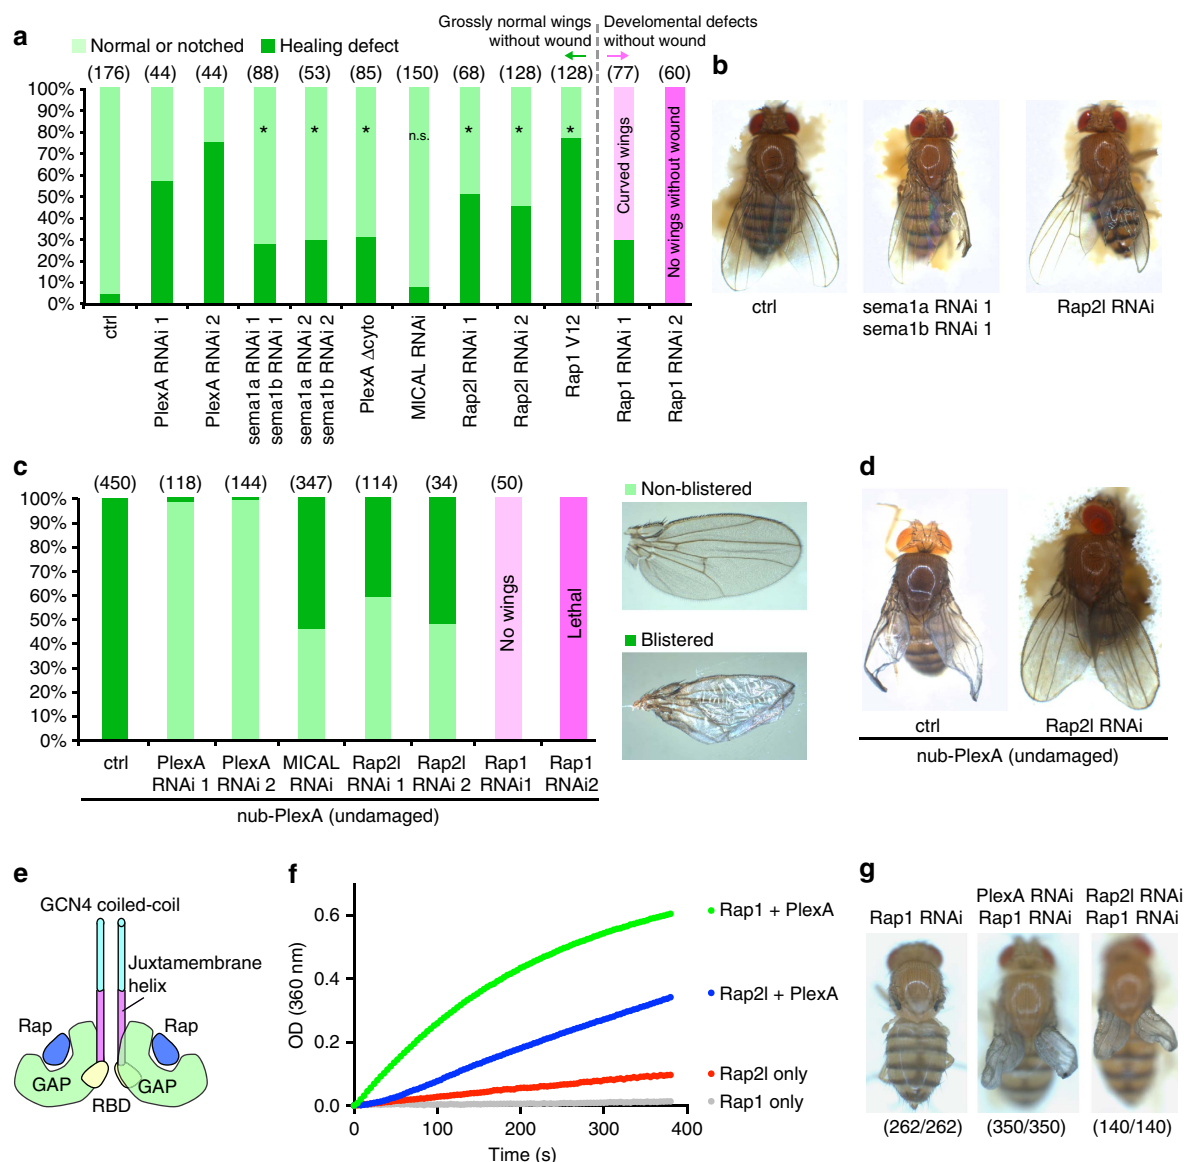 a
Grossly normal wings
without wound
Develomental defects
without wound
Normal or notched
Healing defect
(176) (44) (44) (88) (53) (85) (150) (68) (128) (128) (77) (60)
100%
90%
80%
70%
60%
50%
40%
30%
20%
10%
0%
* * * n.s. * * *
Curved wings
No wings without wound
ctrl
PlexA RNAi 1
PlexA RNAi 2
sema1a RNAi 1
sema1b RNAi 1
sema1a RNAi 2
sema1b RNAi 2
PlexA Δcyto
MICAL RNAi
Rap2l RNAi 1
Rap2l RNAi 2
Rap1 V12
Rap1 RNAi 1
Rap1 RNAi 2
b
ctrl
sema1a RNAi 1
sema1b RNAi 1
Rap2l RNAi
c
(450) (118) (144) (347) (114) (34) (50)
100%
90%
80%
70%
60%
50%
40%
30%
20%
10%
0%
No wings
Lethal
ctrl
PlexA
RNAi 1
PlexA
RNAi 2
MICAL
RNAi
Rap2l
RNAi 1
Rap2l
RNAi 2
Rap1
RNAi1
Rap1
RNAi2
nub-PlexA (undamaged)
Non-blistered
Blistered
d
ctrl
Rap2l RNAi
nub-PlexA (undamaged)
e
GCN4 coiled-coil
Juxtamembrane
helix
Rap
Rap
GAP
GAP
RBD
f
OD (360 nm)
0.6
0.4
0.2
0.0
0 100 200 300 400
Time (s)
Rap1 + PlexA
Rap2l + PlexA
Rap2l only
Rap1 only
g
Rap1 RNAi
PlexA RNAi
Rap1 RNAi
Rap2l RNAi
Rap1 RNAi
(262/262)
(350/350)
(140/140)